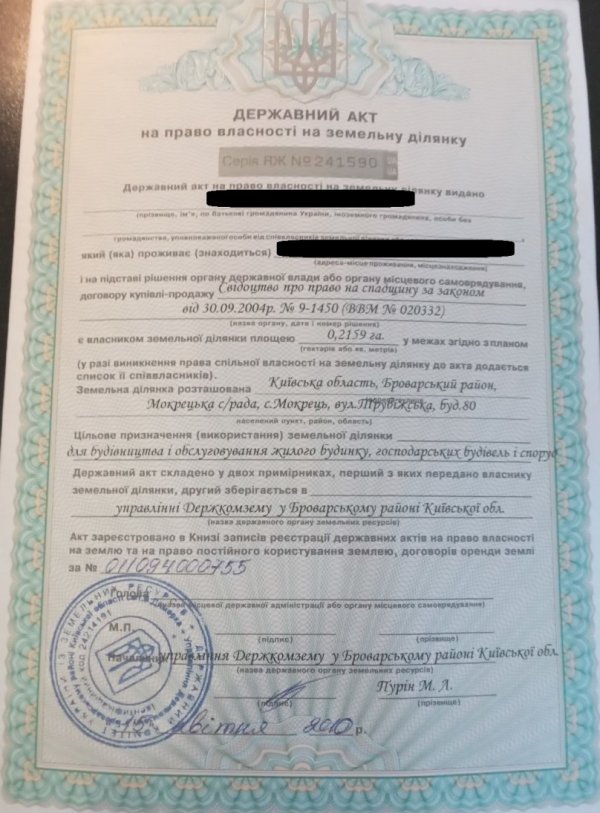 ДЕРЖАВНИЙ АКТ
на право власності на земельну ділянку
Серія ЯЖ № 241590
Державний акт на право власності на земельну ділянку видано
(прізвище, ім'я, по батькові громадянина України, іноземного громадянина, особи без
громадянства, уповноваженої особи від співвласників земельної ділянки або
який (яка) проживає (знаходиться)
(адреса-місце проживання, місцезнаходження)
і на підставі рішення органу державної влади або органу місцевого самоврядування,
договору купівлі-продажу Свідоцтво про право на спадщину за законом
від 30.09.2004р. № 9-1450 (ВВМ № 020332)
(назва органу, дата і номер рішення)
є власником земельної ділянки площею 0,2159 га. у межах згідно з планом
(гектарів або кв. метрів)
(у разі виникнення права спільної власності на земельну ділянку до акта додається
список її співвласників).
Земельна ділянка розташована Київська область, Броварський район,
Мокрецька с/рада, с.Мокрець, вул.Трубіжська, буд.80
населений пункт, район, область)
Цільове призначення (використання) земельної ділянки
для будівництва і обслуговування жилого будинку, господарських будівель і споруд
Державний акт складено у двох примірниках, перший з яких передано власнику
земельної ділянки, другий зберігається в
управлінні Держкомзему у Броварському районі Київської обл.
(назва державного органу земельних ресурсів)
Акт зареєстровано в Книзі записів реєстрації державних актів на право власності
на землю та на право постійного користування землею, договорів оренди землі
за № 011094000755
Голова
місцевої державної адміністрації або органу місцевого самоврядування)
М.П.
(підпис) (прізвище)
Начальник управління Держкомзему у Броварському районі Київської обл.
(назва державного органу земельних ресурсів)
Пурін М. А.
(підпис) (прізвище)
квітня 2010 р.